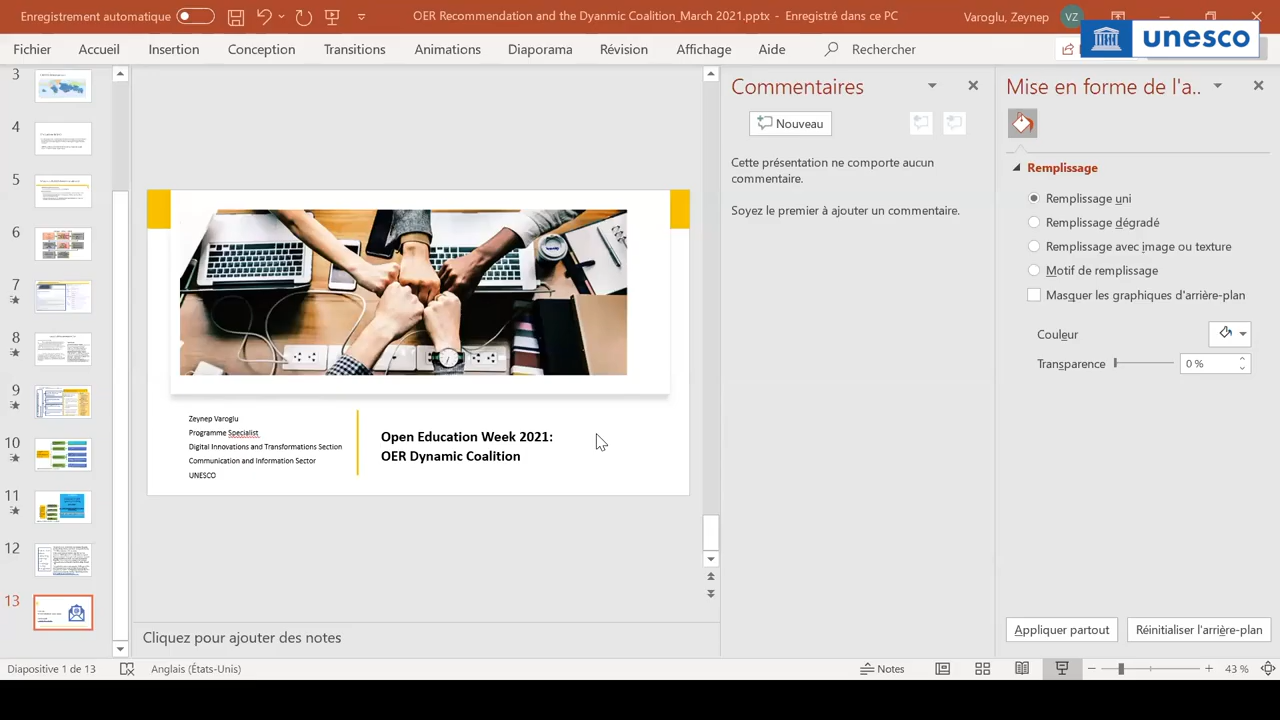 Enregistrement automatique
OER Recommendation and the Dyanmic Coalition_March 2021.pptx - Enregistré dans ce PC
Varoglu, Zeynep
VZ
unesco
Fichier Accueil Insertion Conception Transitions Animations Diaporama Révision Affichage Aide Rechercher
3
4
5
6
7
8
9
10
11
12
13
Zeynep Varoglu
Programme Specialist
Digital Innovations and Transformations Section
Communication and Information Sector
UNESCO
Open Education Week 2021:
OER Dynamic Coalition
Cliquez pour ajouter des notes
Commentaires
Nouveau
Cette présentation ne comporte aucun
commentaire.
Soyez le premier à ajouter un commentaire.
Mise en forme de l'a..
Remplissage
Remplissage uni
Remplissage dégradé
Remplissage avec image ou texture
Motif de remplissage
Masquer les graphiques d'arrière-plan
Couleur
Transparence 0 %
Appliquer partout Réinitialiser l'arrière-plan
Diapositive 1 de 13 Anglais (États-Unis) Notes 43 %